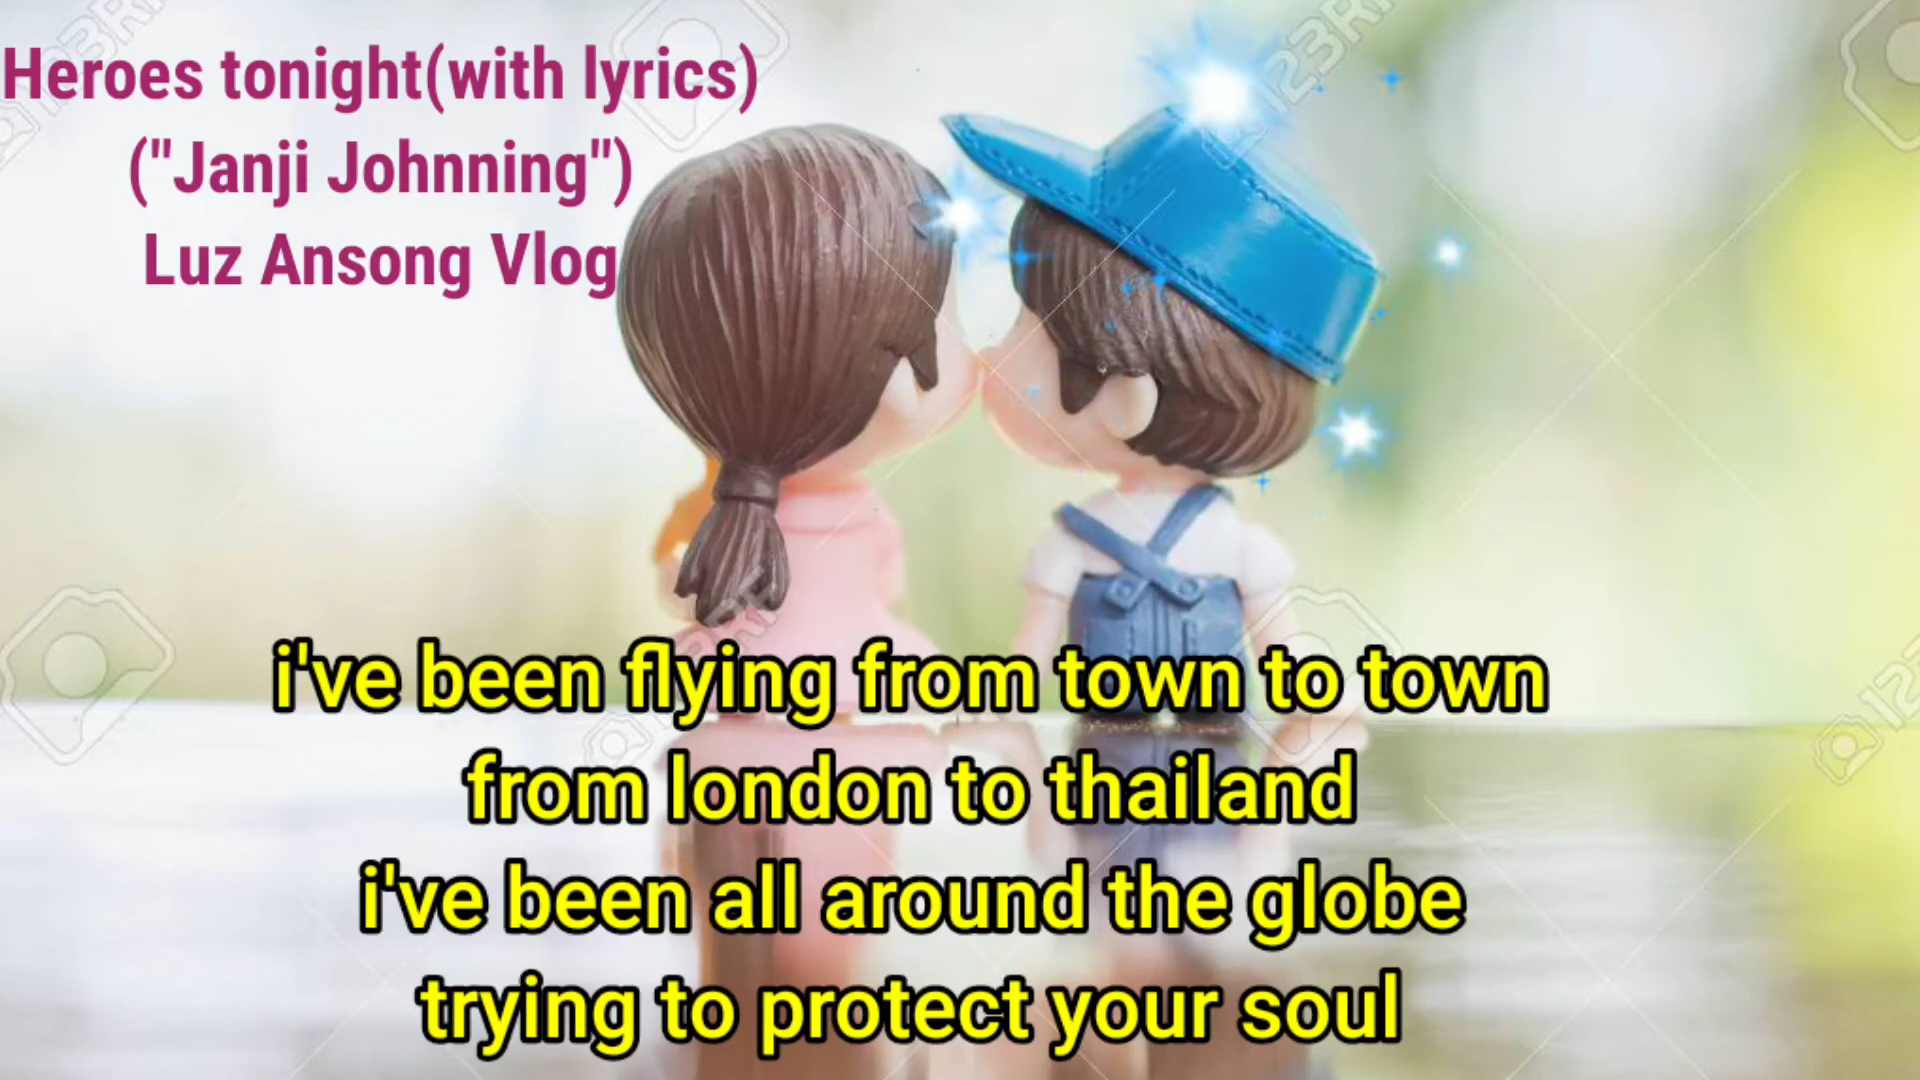 Heroes tonight(with lyrics)
("Janji Johnning")
Luz Ansong Vlog
i've been flying from town to town
from london to thailand
i've been all around the globe
trying to protect your soul